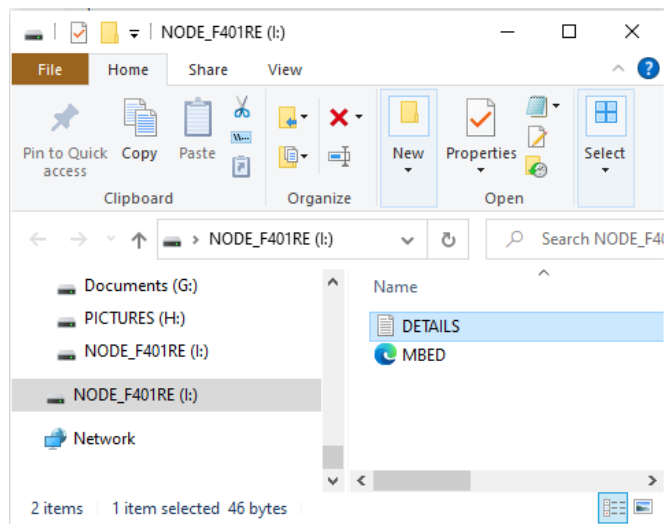 NODE_F401RE (I:)
File Home Share View
Pin to Quick access
Copy
Paste
W...
New
Properties
Select
Clipboard
Organize
Open
NODE_F401RE (I:)
Search NODE_F4
Documents (G:)
PICTURES (H:)
NODE_F401RE (I:)
NODE_F401RE (I:)
Network
Name
DETAILS
MBED
2 items 1 item selected 46 bytes